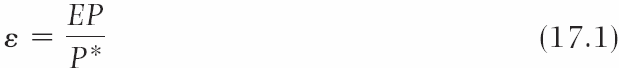 ε = EP / P* (17.1)